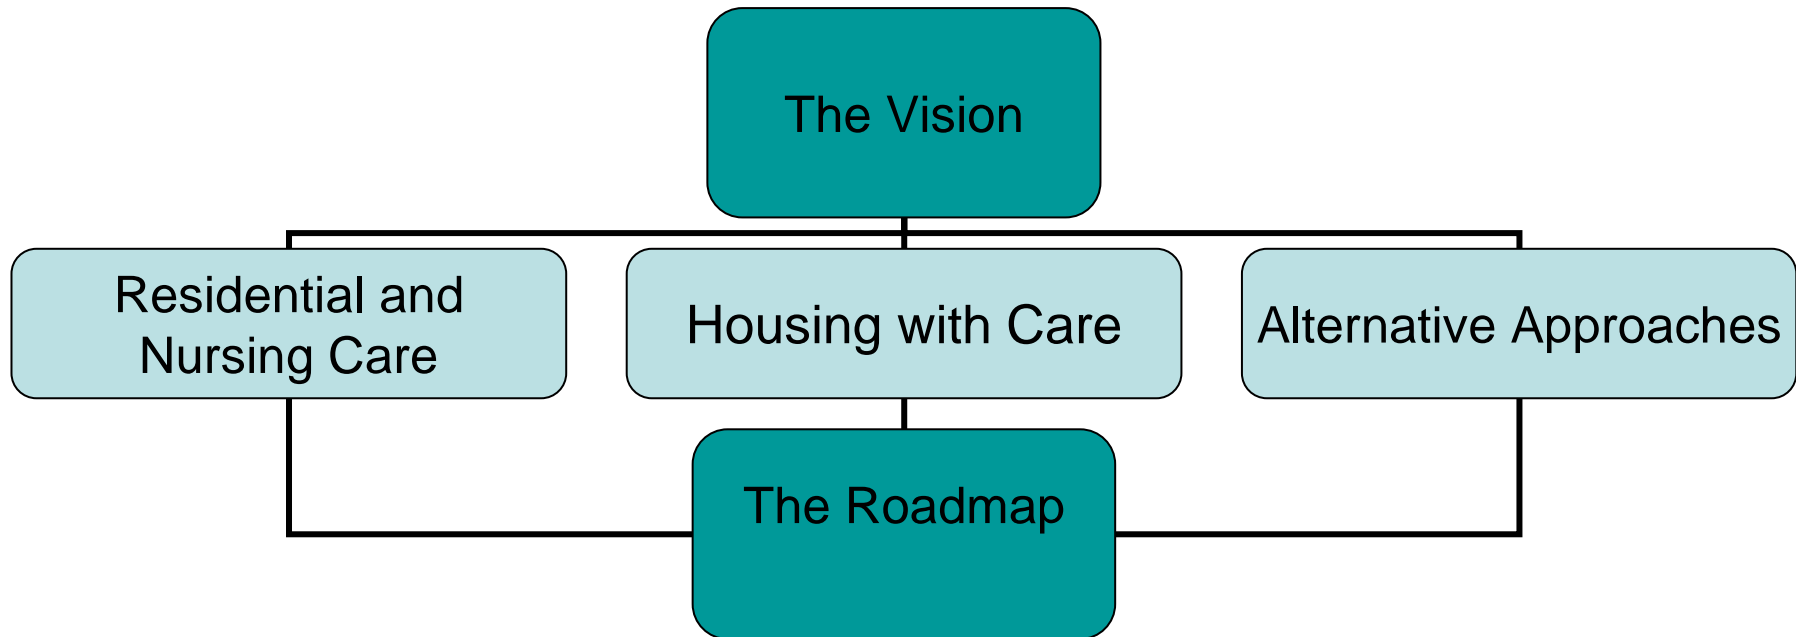 The Vision
Residential and
Nursing Care
Housing with Care
Alternative Approaches
The Roadmap